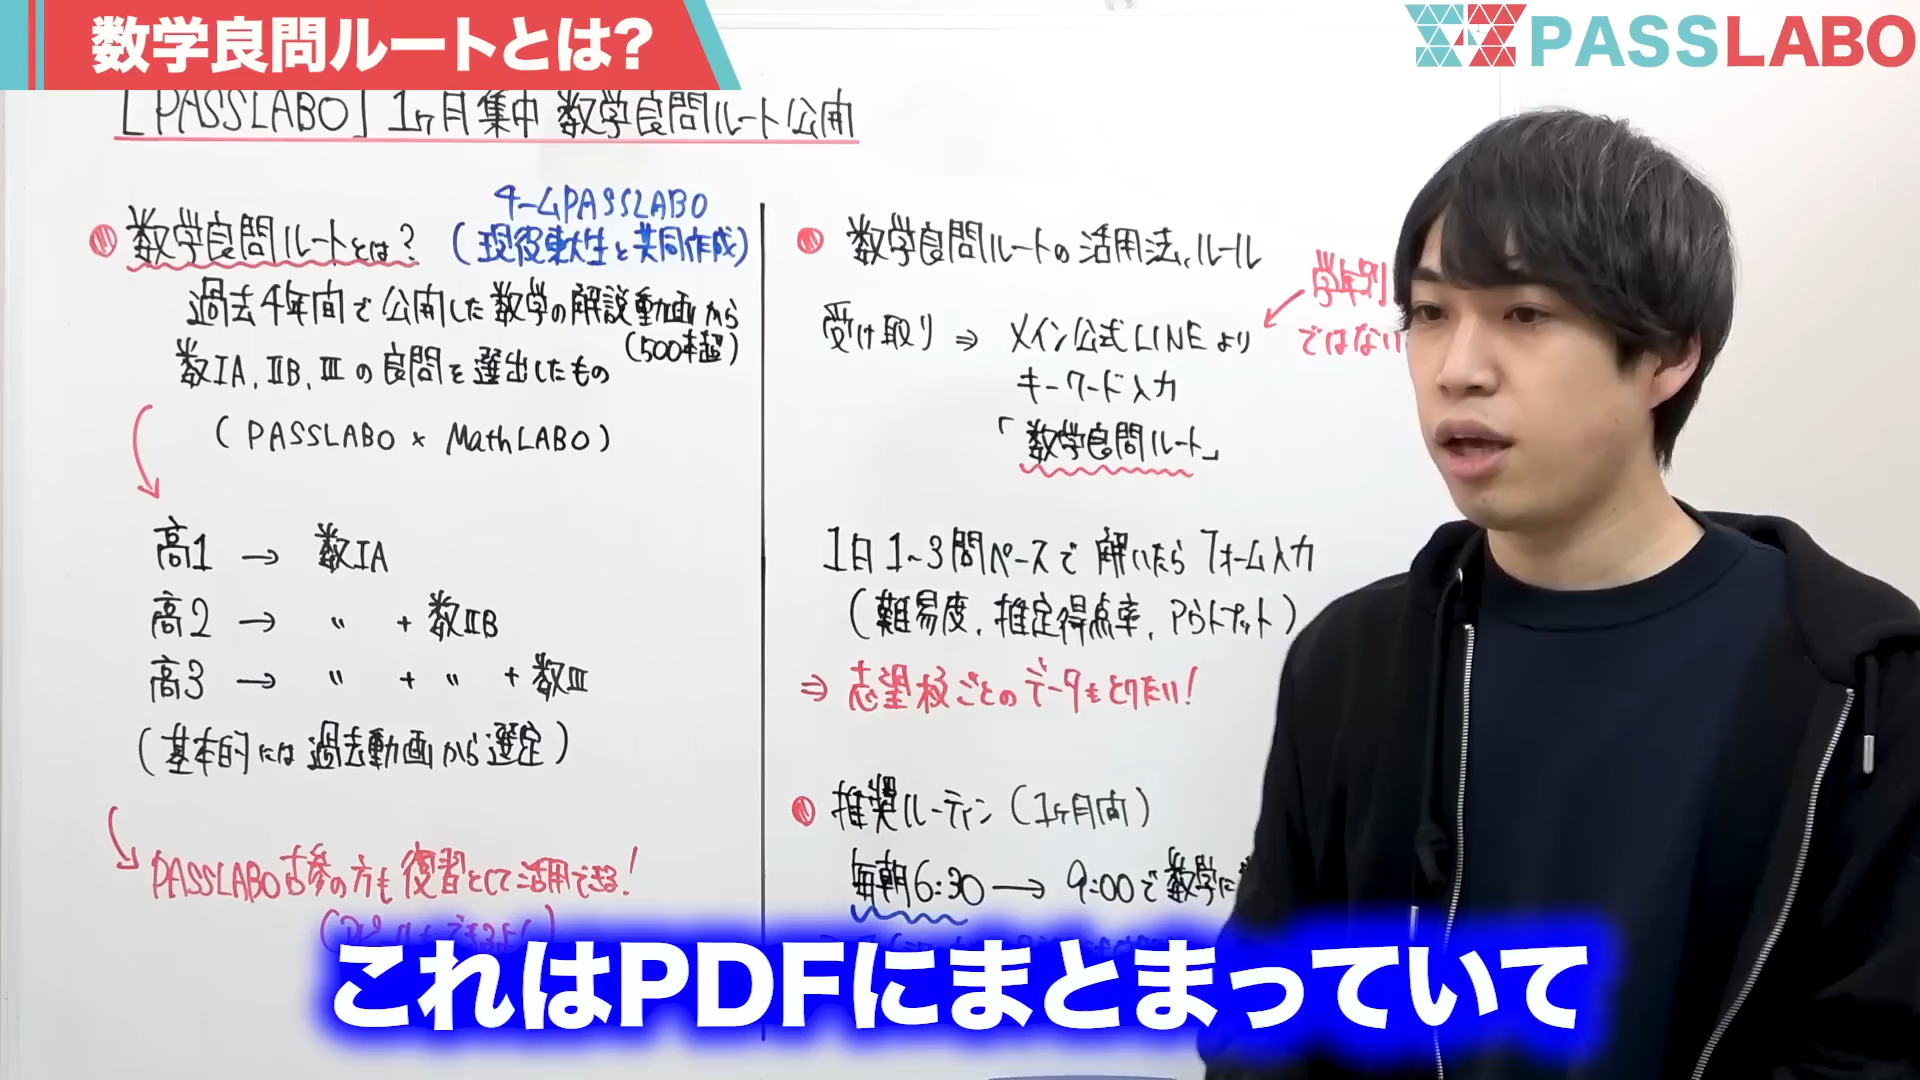 数学良問ルートとは?
PASSLABO
[PASSLABO] 1ヶ月集中 数学良問ルート公開
数学良問ルートとは?
チームPASSLABO
(現役東大生と共同作成)
過去4年間で公開した数学の解説動画から
(500本超)
数ⅠA, ⅡB, Ⅲの良問を選出したもの
(PASSLABO × MathLABO)
高1 → 数ⅠA
高2 → 〃 + 数ⅡB
高3 → 〃 + 〃 + 数Ⅲ
(基本的には過去動画から選定)
PASSLABO古参の方も復習として活用できる!
数学良問ルートの活用法、ルール
学年別
ではない
受け取り ⇒ メイン公式LINEより
キーワード入力
「数学良問ルート」
1日1~3問ペースで解いたらフォーム入力
(難易度, 推定得点率, アウトプット)
⇒ 志望校ごとのデータもとりたい!
推奨ルーティン(1ヶ月間)
毎朝6:30 → 9:00で数学に
これはPDFにまとまっていて